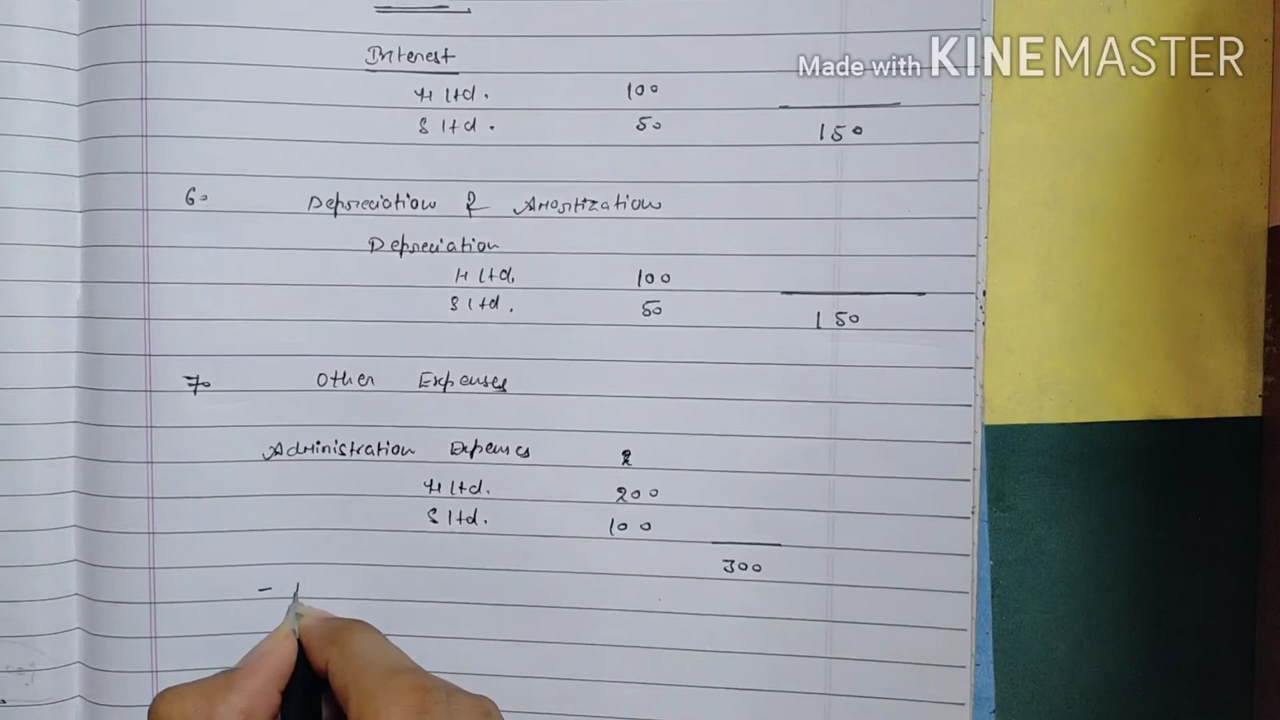 Made with KINEMASTER
Interest
H Ltd. 100
S Ltd. 50 150
6. Depreciation & Amortization
Depreciation
H Ltd. 100
S Ltd. 50 150
7. Other Expenses
Administration Expenses
H Ltd. 200
S Ltd. 100
300